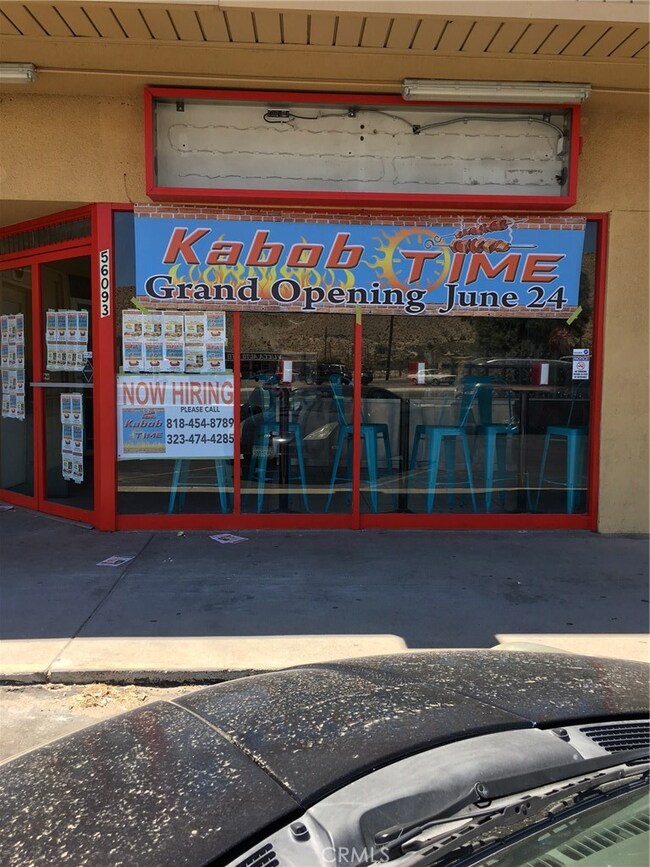 Kabob TIME
Grand Opening June 24
56093
NOW HIRING
PLEASE CALL
Kabob
TIME
818-454-8789
323-474-4285
NOTICE
CRMLS